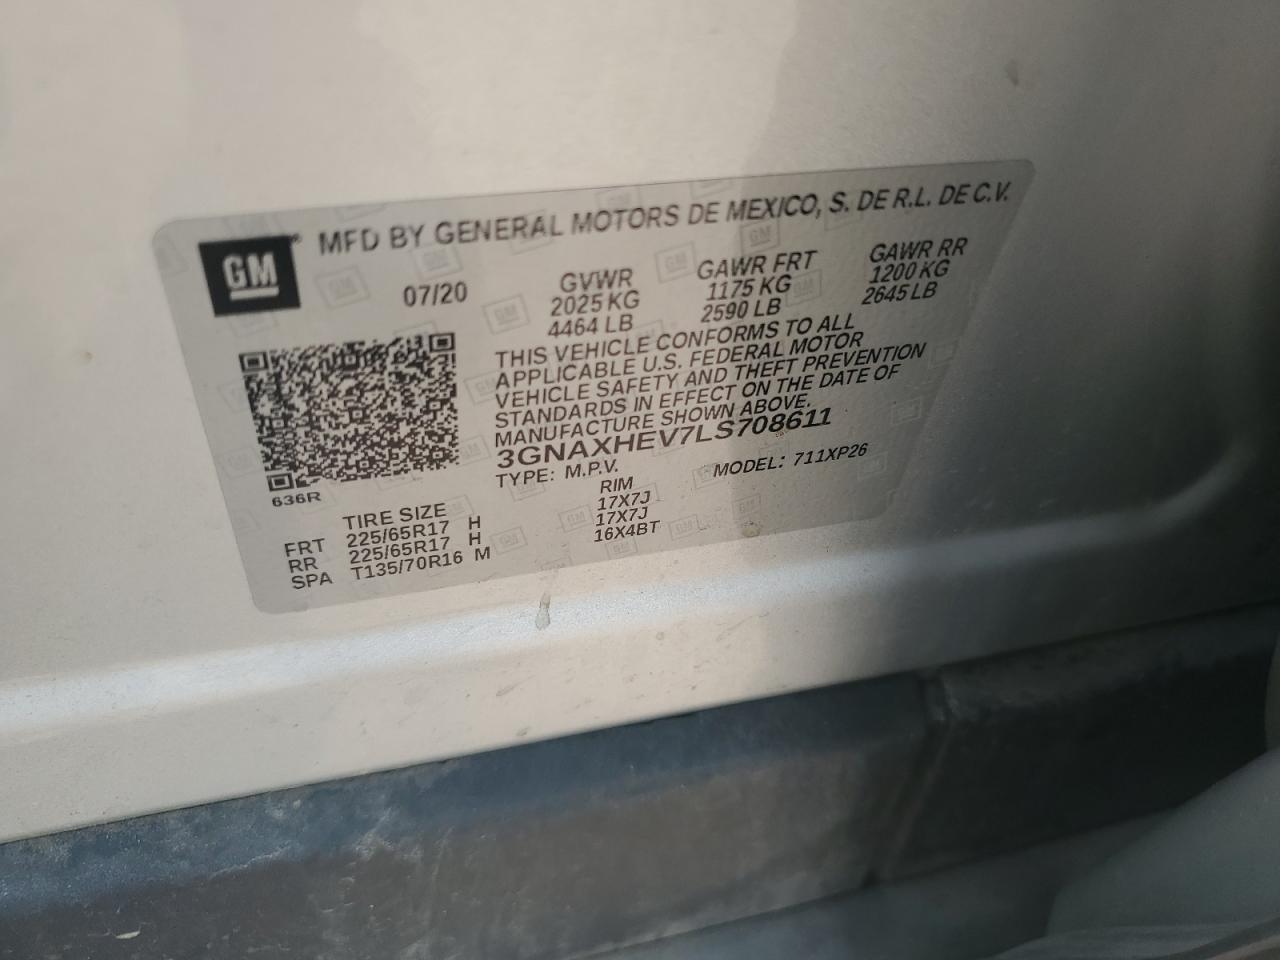 GM
MFD BY GENERAL MOTORS DE MEXICO, S. DE R.L. DE C.V.
07/20
GVWR
2025 KG
4464 LB
GAWR FRT
1175 KG
2590 LB
GAWR RR
1200 KG
2645 LB
THIS VEHICLE CONFORMS TO ALL
APPLICABLE U.S. FEDERAL MOTOR
VEHICLE SAFETY AND THEFT PREVENTION
STANDARDS IN EFFECT ON THE DATE OF
MANUFACTURE SHOWN ABOVE.
3GNAXHEV7LS708611
TYPE: M.P.V. MODEL: 711XP26
636R
TIRE SIZE RIM
FRT 225/65R17 H 17X7J
RR 225/65R17 H 17X7J
SPA T135/70R16 M 16X4BT